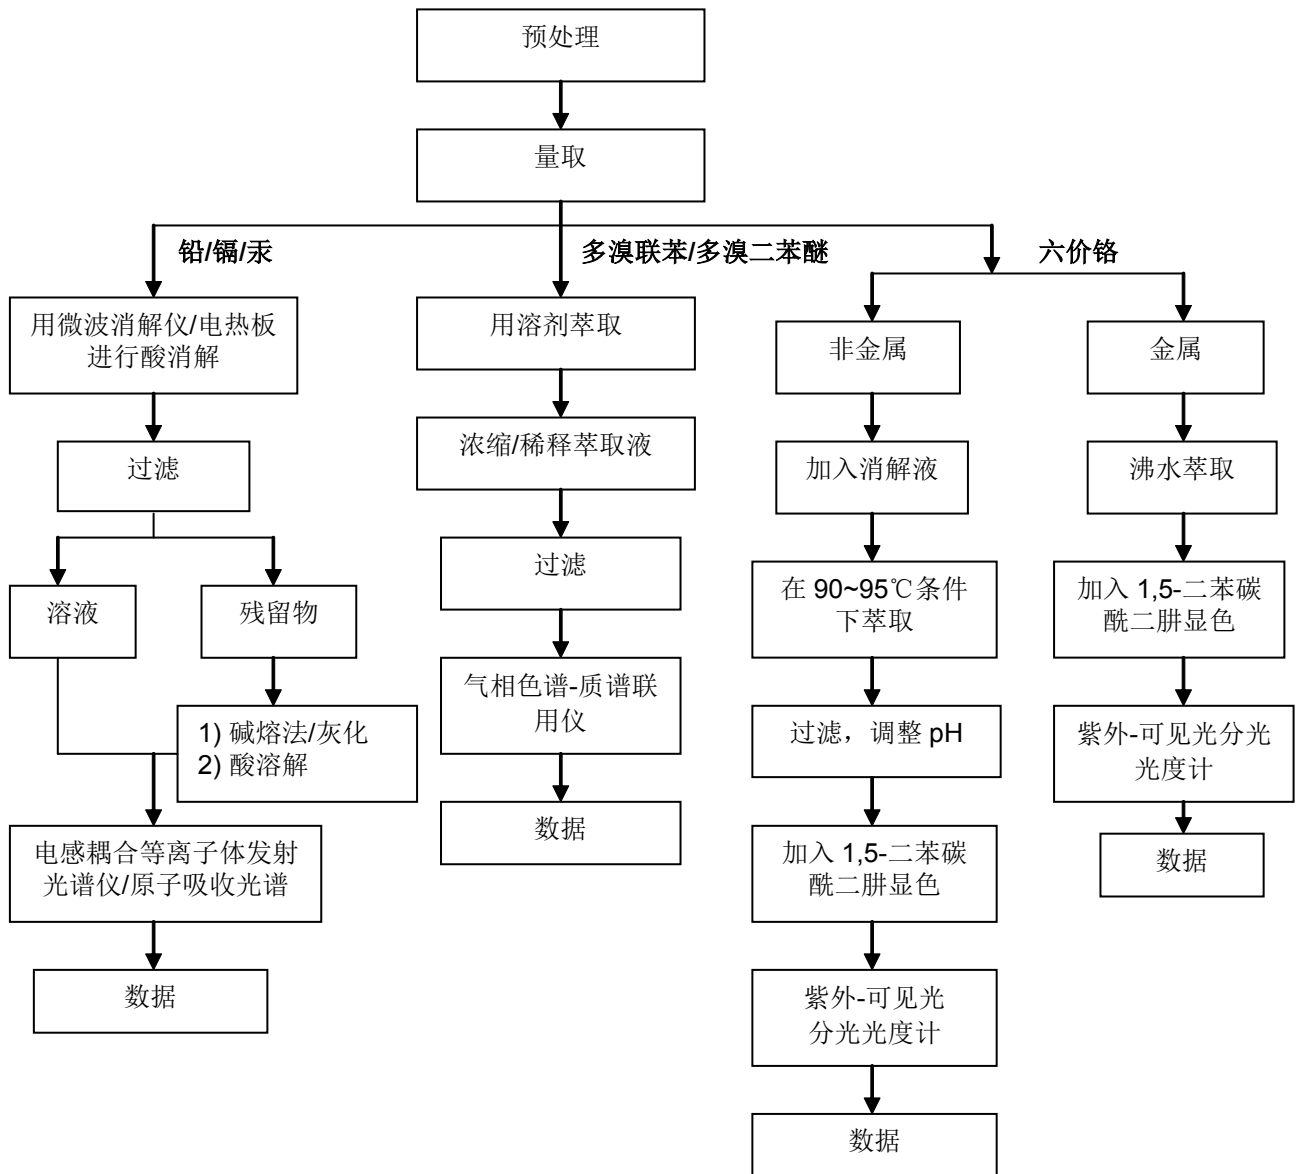 预处理
量取
铅/镉/汞
多溴联苯/多溴二苯醚
六价铬
用微波消解仪/电热板
进行酸消解
过滤
溶液
残留物
1) 碱熔法/灰化
2) 酸溶解
电感耦合等离子体发射
光谱仪/原子吸收光谱
数据
用溶剂萃取
浓缩/稀释萃取液
过滤
气相色谱-质谱联
用仪
数据
非金属
加入消解液
在 90~95℃条件
下萃取
过滤，调整 pH
加入 1,5-二苯碳
酰二肼显色
紫外-可见光
分光光度计
数据
金属
沸水萃取
加入 1,5-二苯碳
酰二肼显色
紫外-可见光分光
光度计
数据